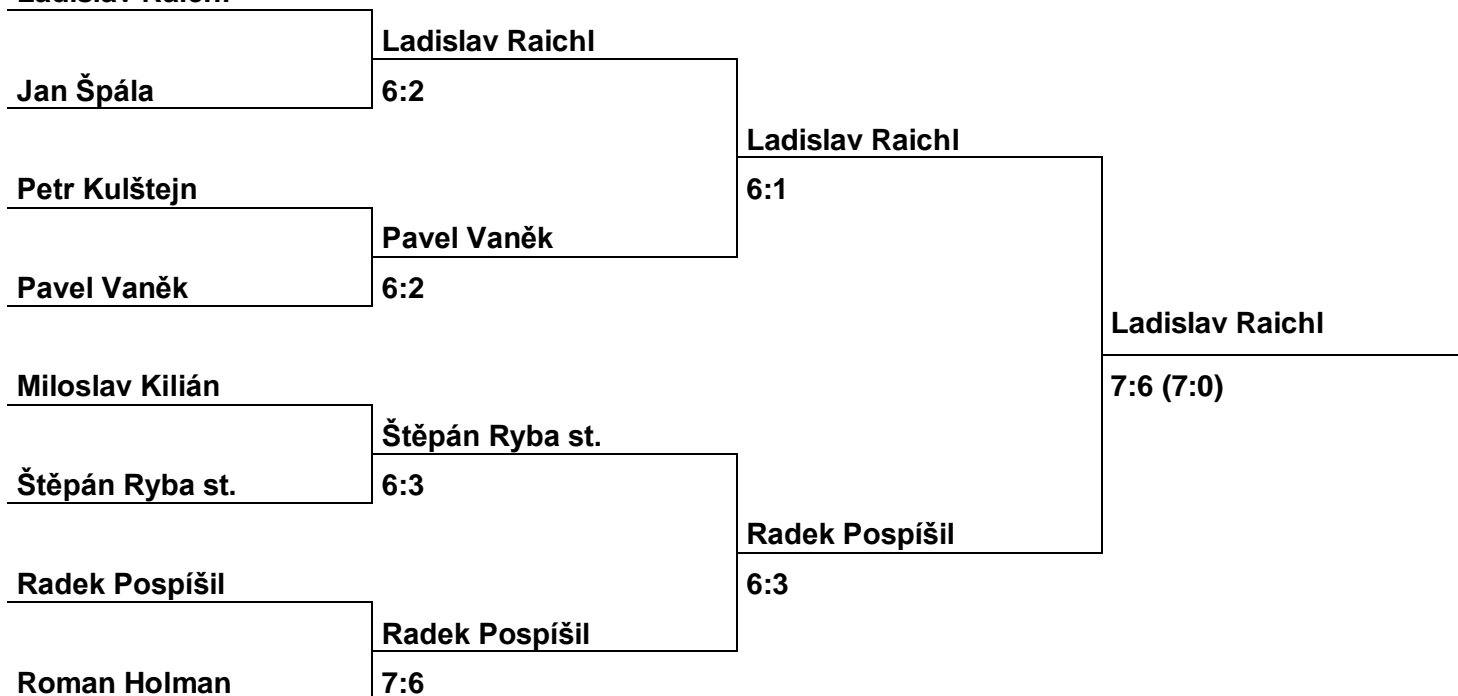 Ladislav Raichl
Ladislav Raichl
Jan Špála
6:2
Ladislav Raichl
Petr Kulštejn
6:1
Pavel Vaněk
Pavel Vaněk
6:2
Ladislav Raichl
Miloslav Kilián
7:6 (7:0)
Štěpán Ryba st.
Štěpán Ryba st.
6:3
Radek Pospíšil
Radek Pospíšil
6:3
Radek Pospíšil
Roman Holman
7:6